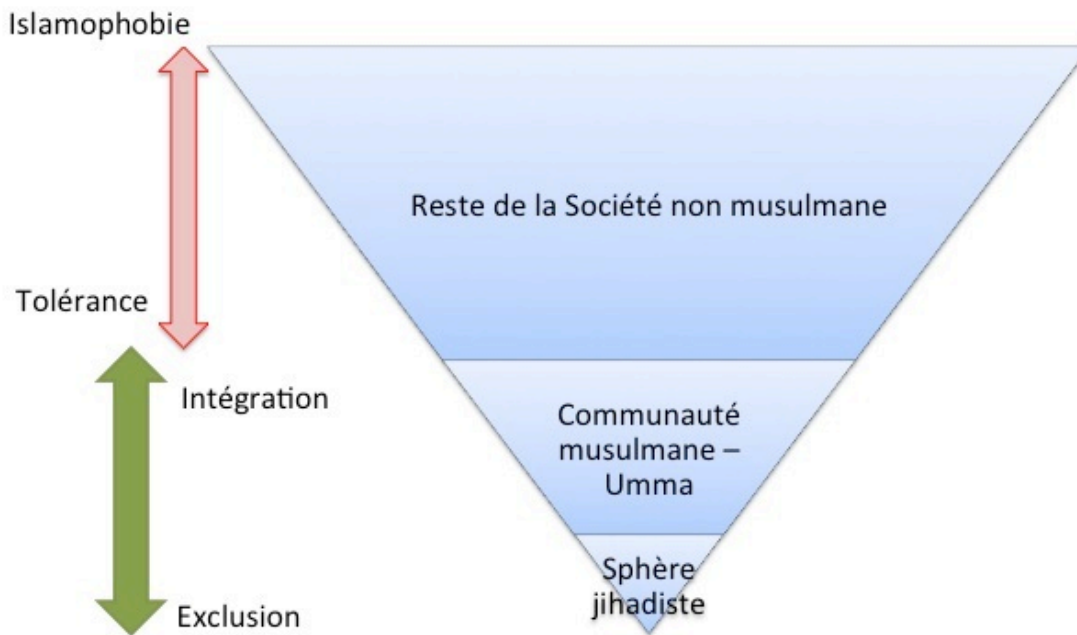 Islamophobie
Reste de la Société non musulmane
Tolérance
Intégration
Communauté
musulmane –
Umma
Sphère
jihadiste
Exclusion